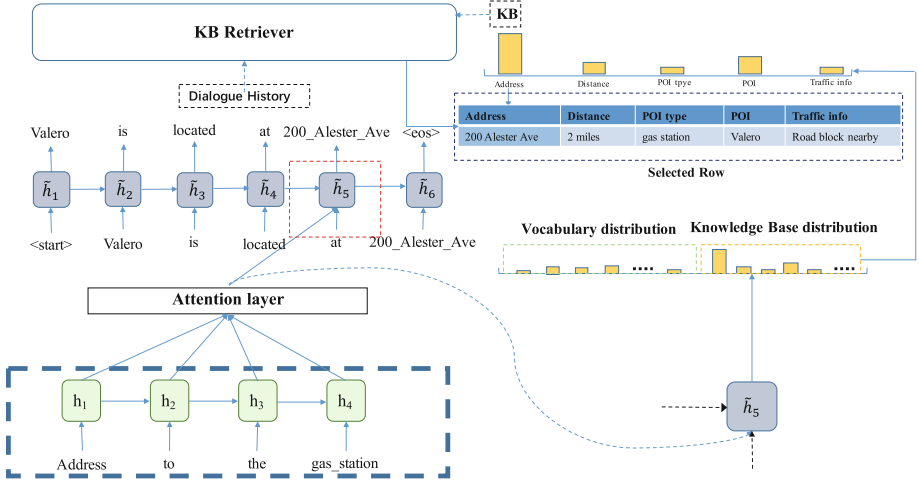 KB
KB Retriever
Address Distance POI tpye POI Traffic info
Dialogue History
Address Distance POI type POI Traffic info
200 Alester Ave 2 miles gas station Valero Road block nearby
Selected Row
Valero is located at 200_Alester_Ave <eos>
h̃1 h̃2 h̃3 h̃4 h̃5 h̃6
<start> Valero is located at 200_Alester_Ave
Vocabulary distribution Knowledge Base distribution
.... ....
Attention layer
h1 h2 h3 h4
h̃5
Address to the gas_station